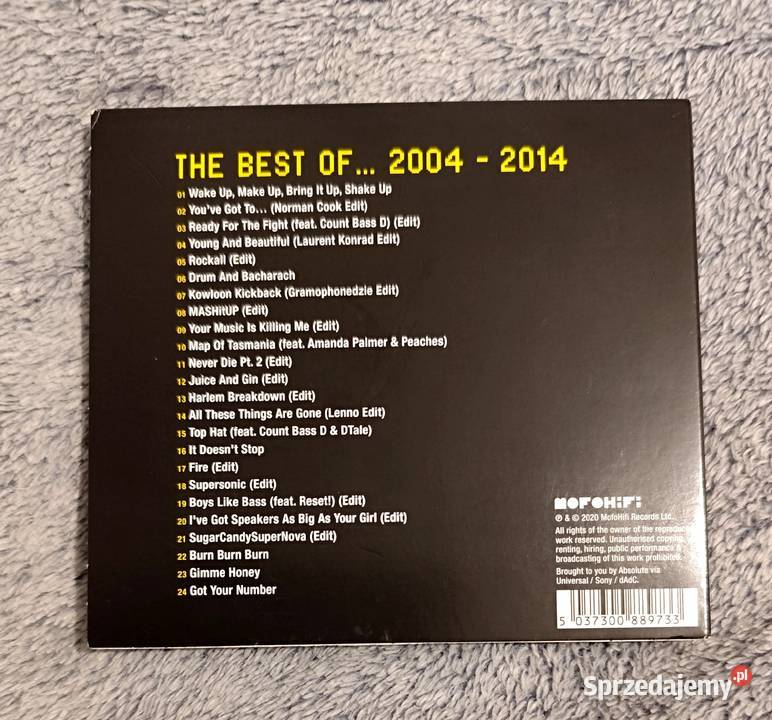 THE BEST OF... 2004 - 2014
01 Wake Up, Make Up, Bring It Up, Shake Up
02 You've Got To... (Norman Cook Edit)
03 Ready For The Fight (feat. Count Bass D) (Edit)
04 Young And Beautiful (Laurent Konrad Edit)
05 Rockall (Edit)
06 Drum And Bacharach
07 Kowloon Kickback (Gramophonedzie Edit)
08 MASHitUP (Edit)
09 Your Music Is Killing Me (Edit)
10 Map Of Tasmania (feat. Amanda Palmer & Peaches)
11 Never Die Pt. 2 (Edit)
12 Juice And Gin (Edit)
13 Harlem Breakdown (Edit)
14 All These Things Are Gone (Lenno Edit)
15 Top Hat (feat. Count Bass D & DTale)
16 It Doesn't Stop
17 Fire (Edit)
18 Supersonic (Edit)
19 Boys Like Bass (feat. Reset!) (Edit)
20 I've Got Speakers As Big As Your Girl (Edit)
21 SugarCandySuperNova (Edit)
22 Burn Burn Burn
23 Gimme Honey
24 Got Your Number
MOFOHIFI
℗ & © 2020 MofoHifi Records Ltd.
All rights of the owner of the reproduced
work reserved. Unauthorised copying,
renting, hiring, public performance &
broadcasting of this work prohibited.
Brought to you by Absolute via
Universal / Sony / dAdC.
5 037300 889733
Sprzedajemy.pl